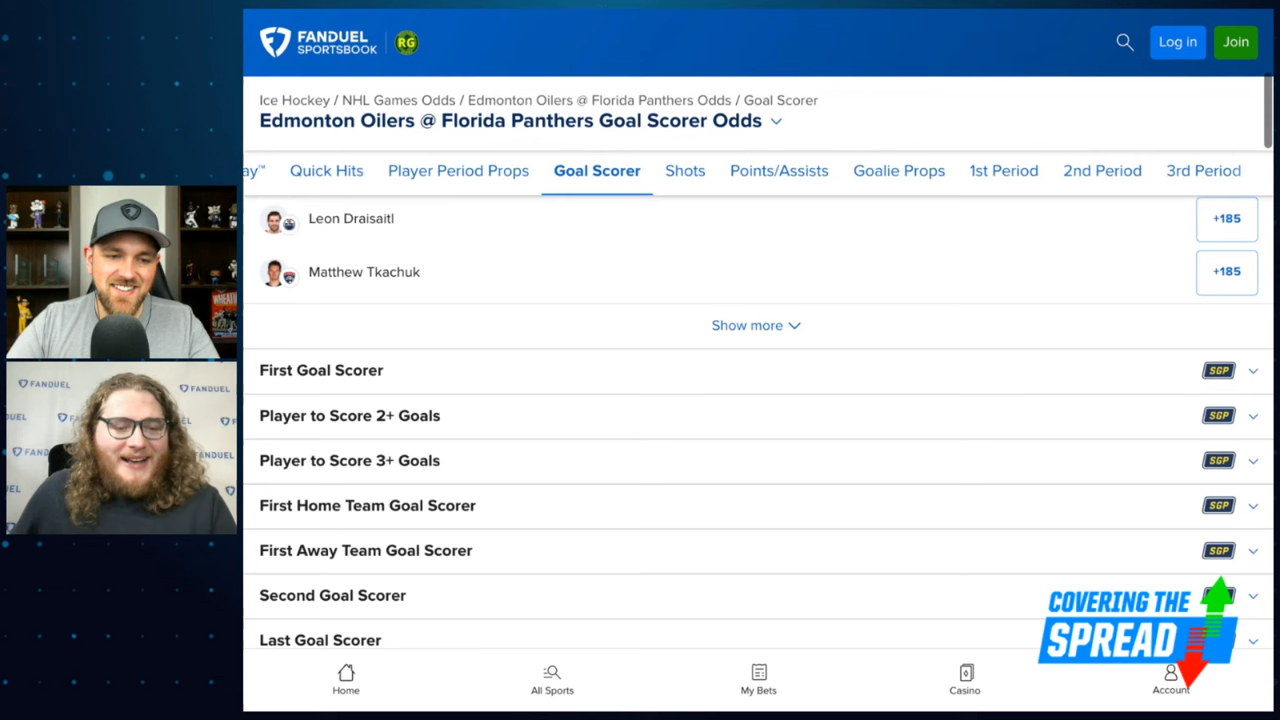 FANDUEL
SPORTSBOOK
RG
Log in
Join
Ice Hockey / NHL Games Odds / Edmonton Oilers @ Florida Panthers Odds / Goal Scorer
Edmonton Oilers @ Florida Panthers Goal Scorer Odds
ay™ Quick Hits Player Period Props Goal Scorer Shots Points/Assists Goalie Props 1st Period 2nd Period 3rd Period
Leon Draisaitl +185
Matthew Tkachuk +185
Show more
First Goal Scorer SGP
Player to Score 2+ Goals SGP
Player to Score 3+ Goals SGP
First Home Team Goal Scorer SGP
First Away Team Goal Scorer SGP
Second Goal Scorer
Last Goal Scorer
COVERING THE
SPREAD
Home All Sports My Bets Casino Account
FANDUEL
FANDUEL